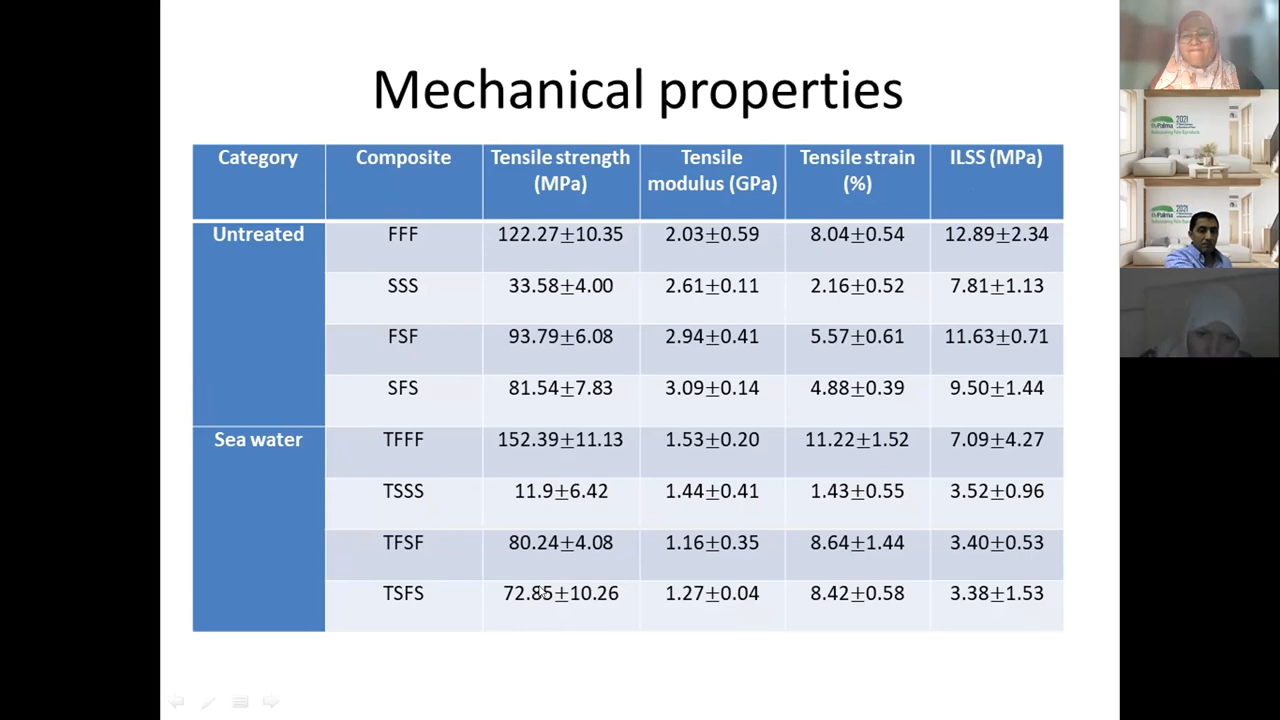 Mechanical properties
Category Composite Tensile strength (MPa) Tensile modulus (GPa) Tensile strain (%) ILSS (MPa)
Untreated FFF 122.27±10.35 2.03±0.59 8.04±0.54 12.89±2.34
SSS 33.58±4.00 2.61±0.11 2.16±0.52 7.81±1.13
FSF 93.79±6.08 2.94±0.41 5.57±0.61 11.63±0.71
SFS 81.54±7.83 3.09±0.14 4.88±0.39 9.50±1.44
Sea water TFFF 152.39±11.13 1.53±0.20 11.22±1.52 7.09±4.27
TSSS 11.9±6.42 1.44±0.41 1.43±0.55 3.52±0.96
TFSF 80.24±4.08 1.16±0.35 8.64±1.44 3.40±0.53
TSFS 72.85±10.26 1.27±0.04 8.42±0.58 3.38±1.53
ByPalma 2021
ByPalma 2021